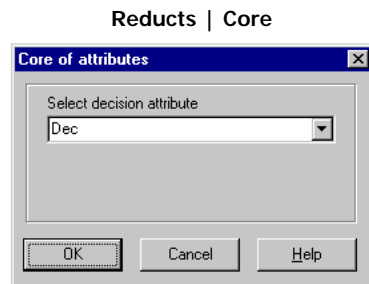 Reducts | Core
Core of attributes
Select decision attribute
Dec
OK Cancel Help